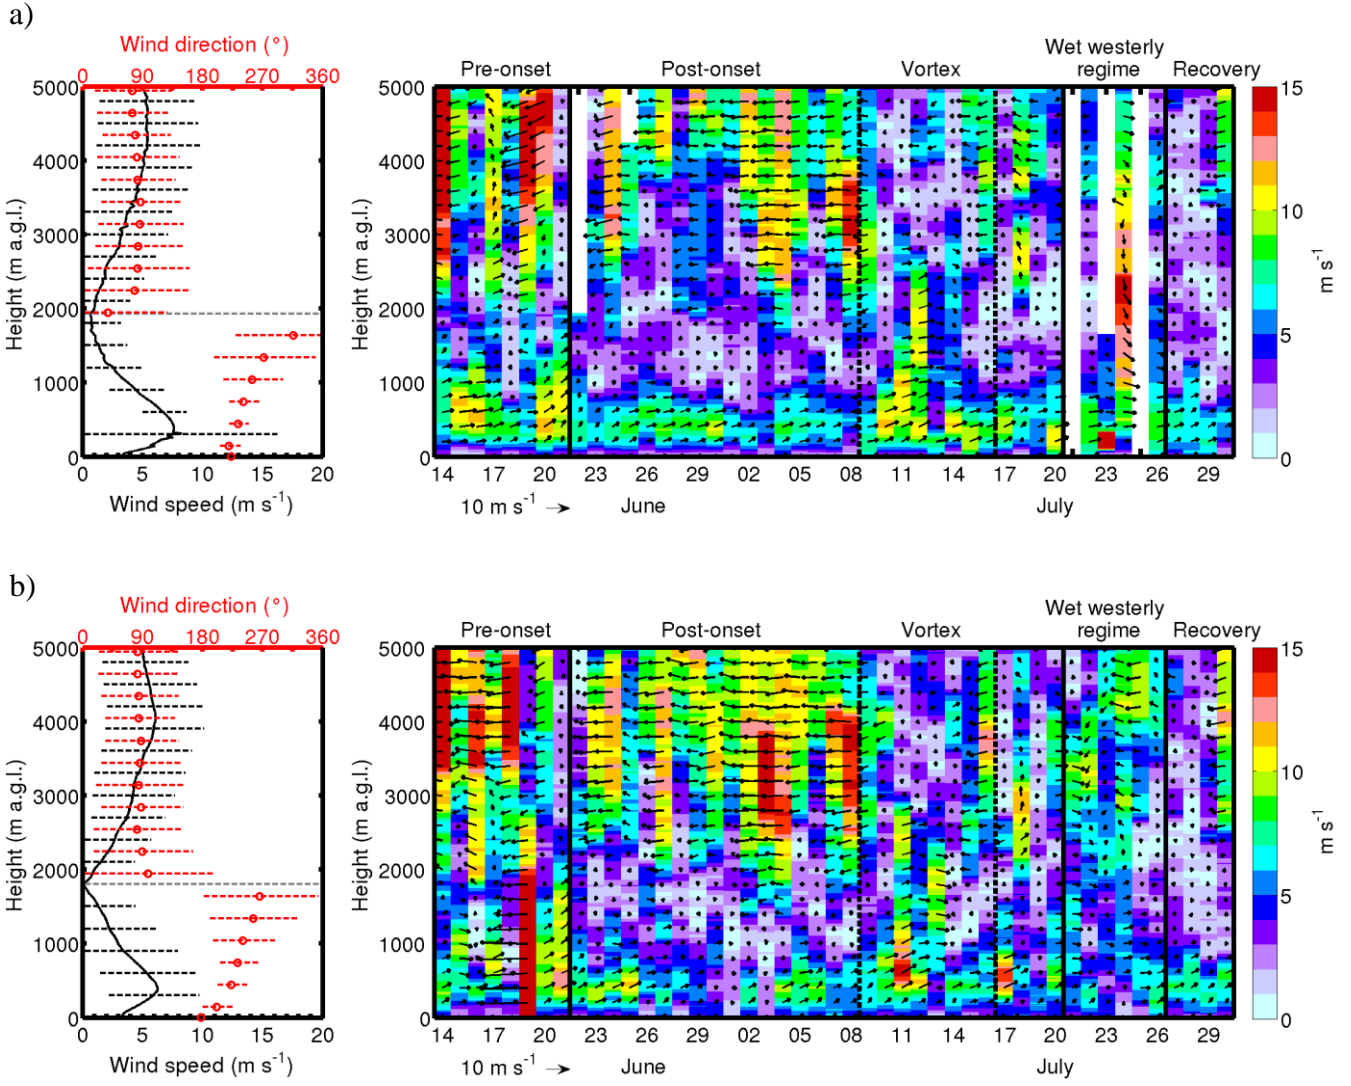 a)
Wind direction (°)
0 90 180 270 360
5000
4000
3000
2000
1000
0
Height (m a.g.l.)
0 5 10 15 20
Wind speed (m s-1)
Pre-onset Post-onset Vortex Wet westerly regime Recovery
5000
4000
3000
2000
1000
0
Height (m a.g.l.)
14 17 20 23 26 29 02 05 08 11 14 17 20 23 26 29
10 m s-1 June July
15
10
5
0
m s-1
b)
Wind direction (°)
0 90 180 270 360
5000
4000
3000
2000
1000
0
Height (m a.g.l.)
0 5 10 15 20
Wind speed (m s-1)
Pre-onset Post-onset Vortex Wet westerly regime Recovery
5000
4000
3000
2000
1000
0
Height (m a.g.l.)
14 17 20 23 26 29 02 05 08 11 14 17 20 23 26 29
10 m s-1 June July
15
10
5
0
m s-1